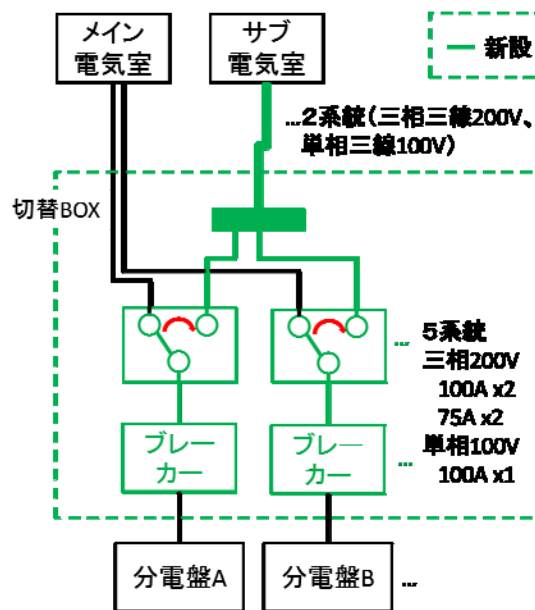 メイン
電気室
サブ
電気室
新設
...2系統(三相三線200V、
単相三線100V)
切替BOX
... 5系統
三相200V
100A x2
75A x2
単相100V
100A x1
ブレー
カー
ブレー
カー
...
分電盤A
分電盤B
...